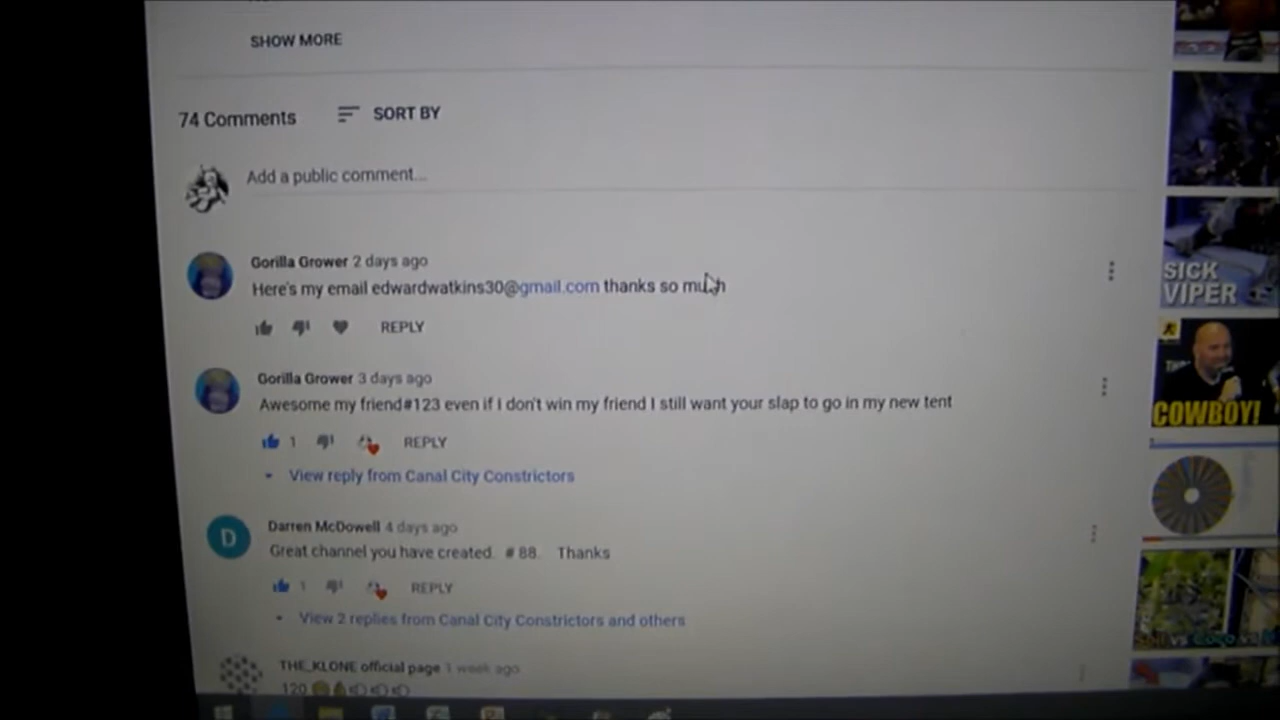 SHOW MORE
74 Comments
SORT BY
Add a public comment...
Gorilla Grower 2 days ago
Here's my email edwardwatkins30@gmail.com thanks so much
REPLY
Gorilla Grower 3 days ago
Awesome my friend#123 even if I don't win my friend I still want your slap to go in my new tent
1
REPLY
View reply from Canal City Constrictors
D
Darren McDowell 4 days ago
Great channel you have created. # 88. Thanks
1
REPLY
View 2 replies from Canal City Constrictors and others
THE_KLONE official page 1 week ago
120
SICK
VIPER
COWBOY!